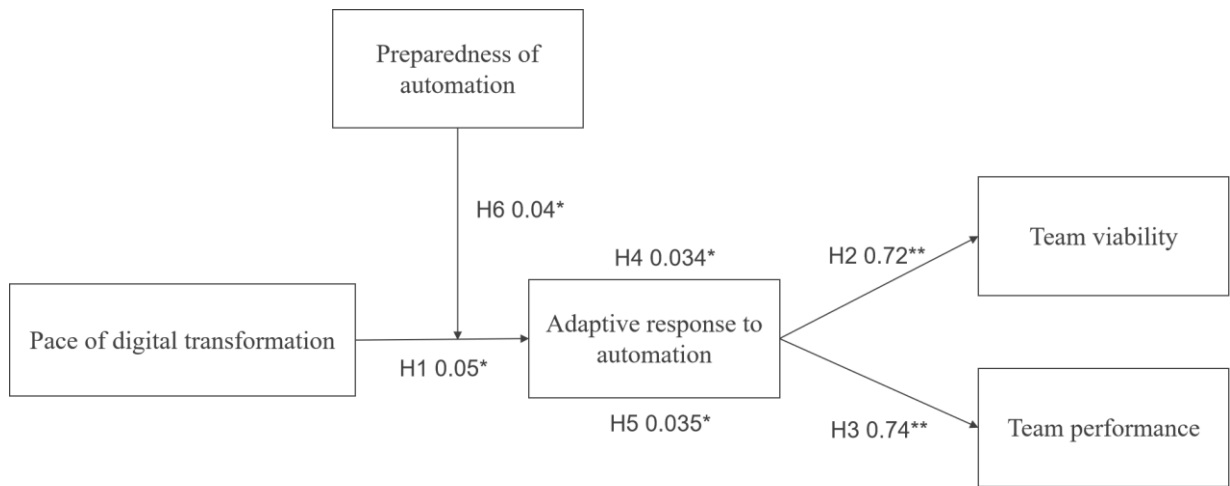 Preparedness of
automation
H6 0.04*
Team viability
H2 0.72**
H4 0.034*
Pace of digital transformation
Adaptive response to
automation
H1 0.05*
H5 0.035*
H3 0.74**
Team performance